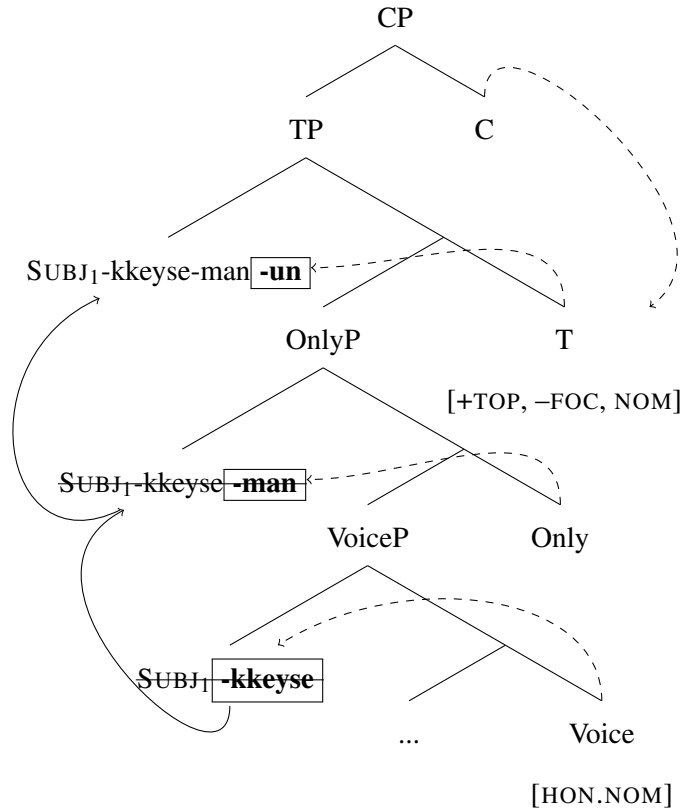 CP
TP C
SUBJ₁-kkeyse-man -un
OnlyP T
[+TOP, –FOC, NOM]
SUBJ₁-kkeyse -man
VoiceP Only
SUBJ₁ -kkeyse
... Voice
[HON.NOM]